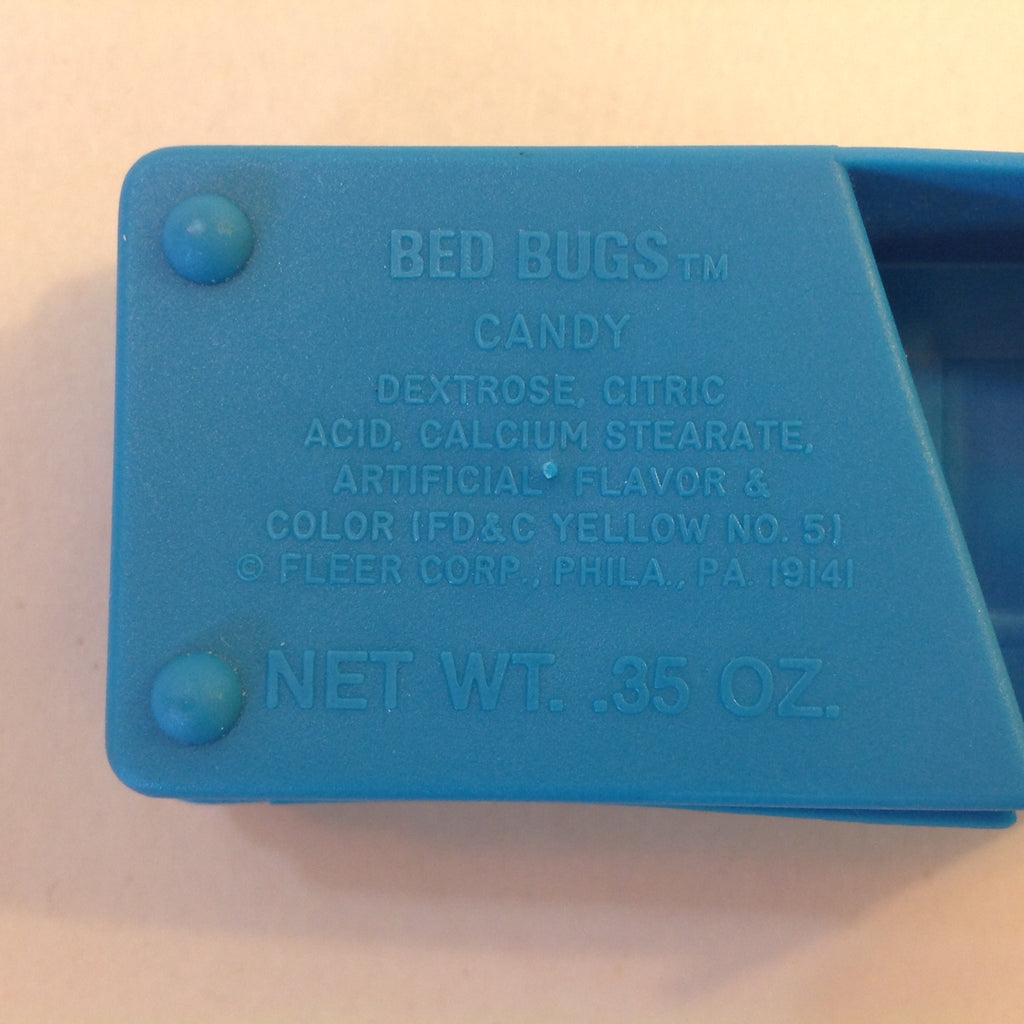 BED BUGS TM
CANDY
DEXTROSE, CITRIC
ACID, CALCIUM STEARATE,
ARTIFICIAL FLAVOR &
COLOR (FD&C YELLOW NO. 5)
© FLEER CORP., PHILA., PA. 19141
NET WT. .35 OZ.